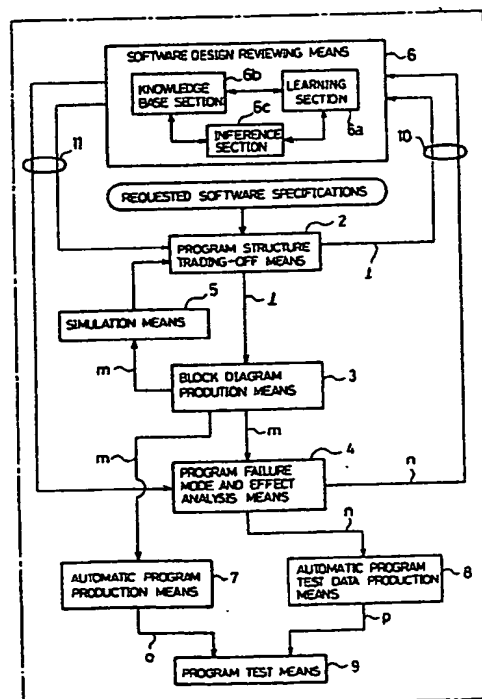 SOFTWARE DESIGN REVIEWING MEANS
6
6b
KNOWLEDGE
BASE SECTION
LEARNING
SECTION
6c
6a
INFERENCE
SECTION
11
10
REQUESTED SOFTWARE SPECIFICATIONS
2
PROGRAM STRUCTURE
TRADING-OFF MEANS
l
5
l
SIMULATION MEANS
m
3
BLOCK DIAGRAM
PRODUTION MEANS
m
m
4
PROGRAM FAILURE
MODE AND EFFECT
ANALYSIS MEANS
n
n
AUTOMATIC PROGRAM
PRODUCTION MEANS
7
AUTOMATIC PROGRAM
TEST DATA PRODUCTION
MEANS
8
o
p
PROGRAM TEST MEANS
9